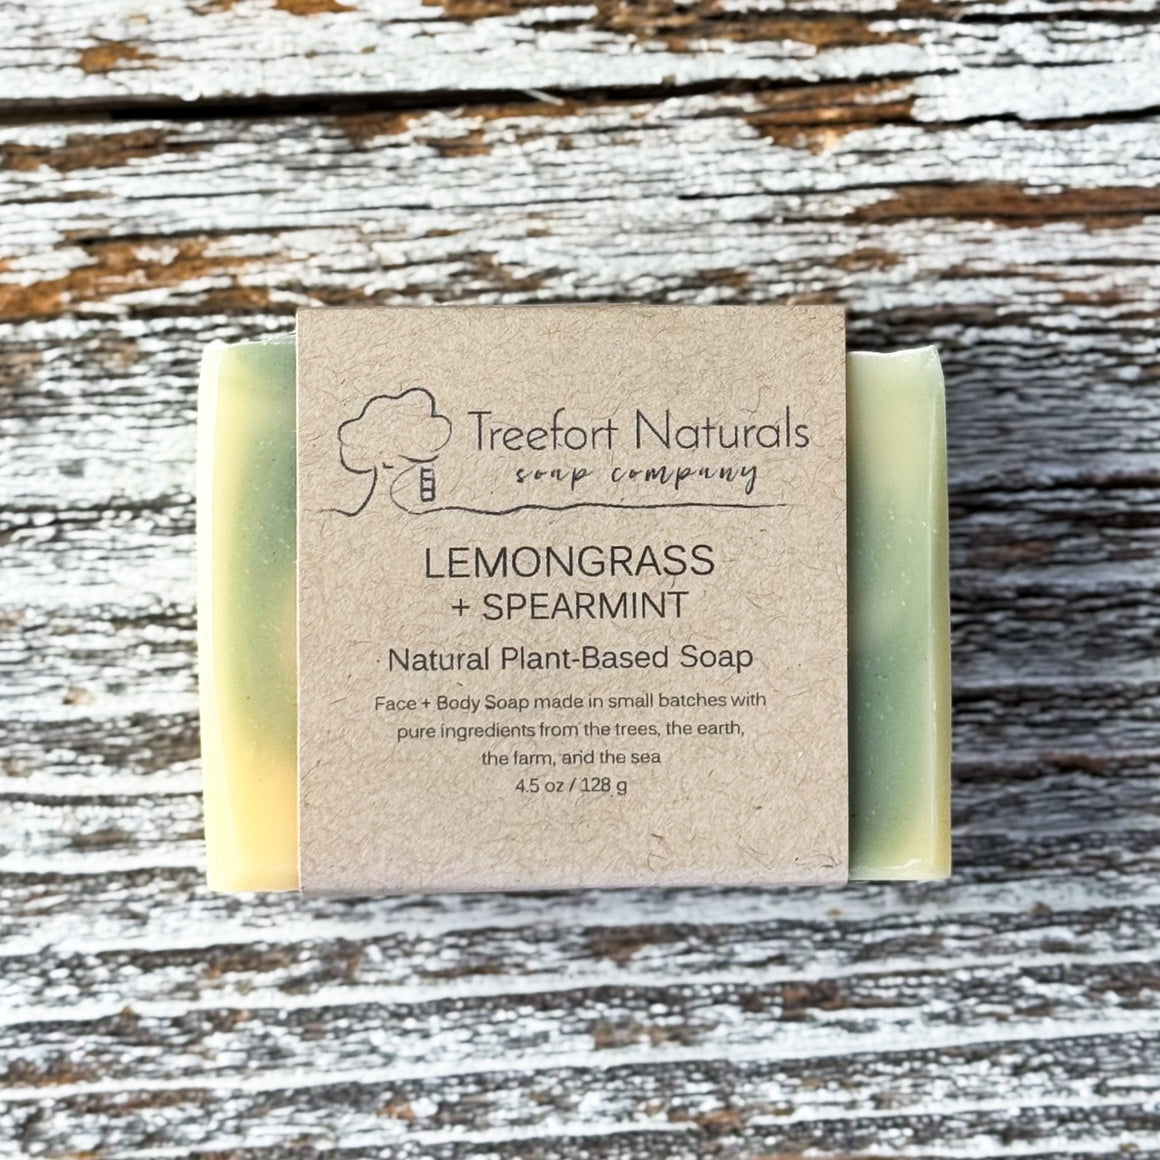 Treefort Naturals
soap company
LEMONGRASS
+ SPEARMINT
Natural Plant-Based Soap
Face + Body Soap made in small batches with
pure ingredients from the trees, the earth,
the farm, and the sea
4.5 oz / 128 g